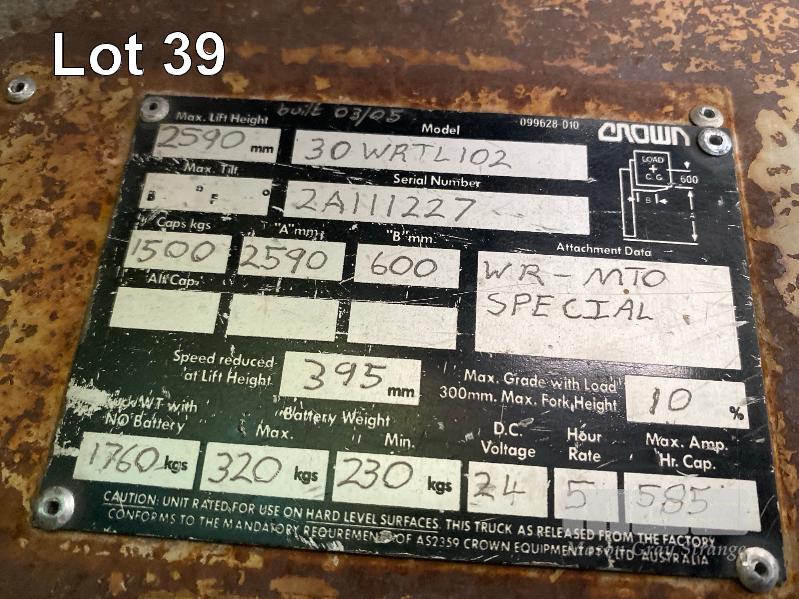 Lot 39
built 03/05
099628-010
CROWN
Max. Lift Height
2590 mm
Model
30 WRTL102
Max. Tilt
B ° F °
Serial Number
2A111227
LOAD
+
C.G.
600
B
A
Caps kgs
1500
"A" mm
2590
"B" mm
600
Attachment Data
WR-MTO
SPECIAL
Alt Cap.
Speed reduced
at Lift Height
395 mm
Max. Grade with Load
300mm. Max. Fork Height
10 %
WT with
NO Battery
1760 kgs
Battery Weight
Max.
320 kgs
Min.
230 kgs
D.C.
Voltage
24
Hour
Rate
5
Max. Amp.
Hr. Cap.
585
CAUTION: UNIT RATED FOR USE ON HARD LEVEL SURFACES. THIS TRUCK AS RELEASED FROM THE FACTORY
CONFORMS TO THE MANDATORY REQUIREMENTS OF AS2359 CROWN EQUIPMENT PTY LTD AUSTRALIA
Gray Strange